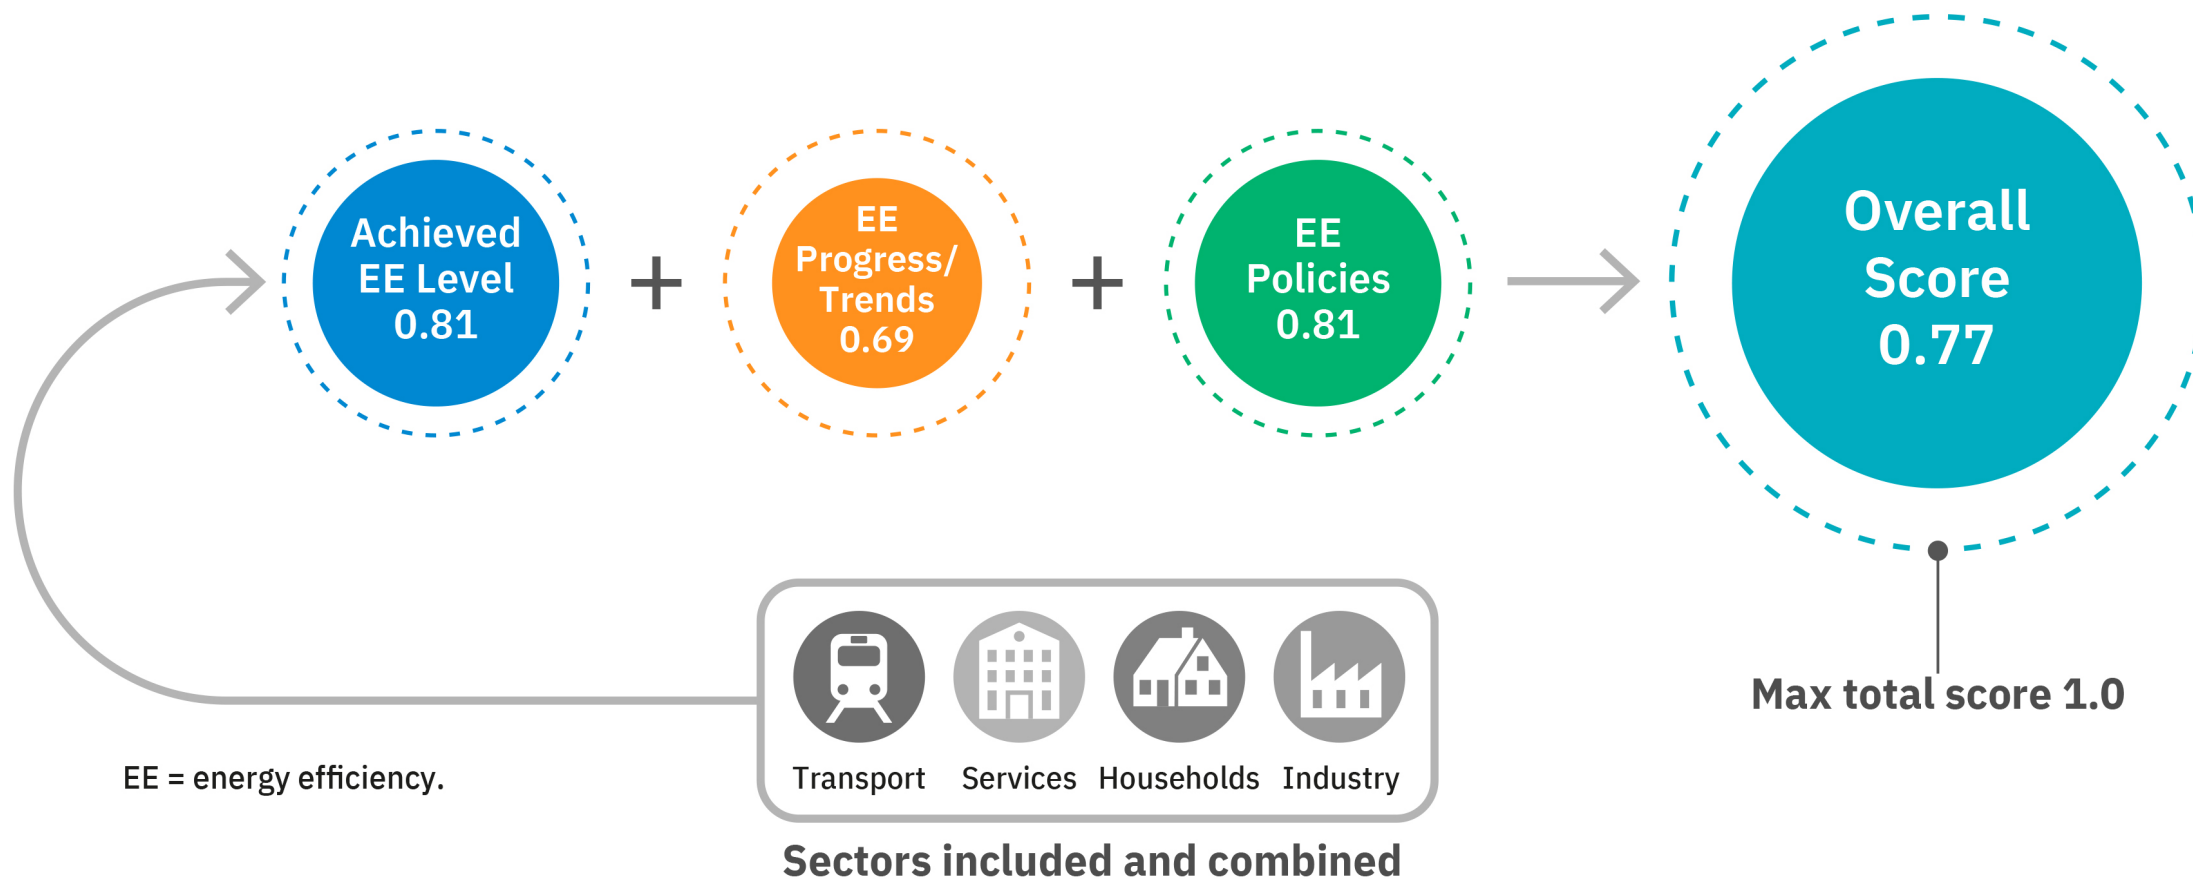 Achieved
EE Level
0.81
+
EE
Progress/
Trends
0.69
+
EE
Policies
0.81
Overall
Score
0.77
Max total score 1.0
Transport
Services
Households
Industry
EE = energy efficiency.
Sectors included and combined